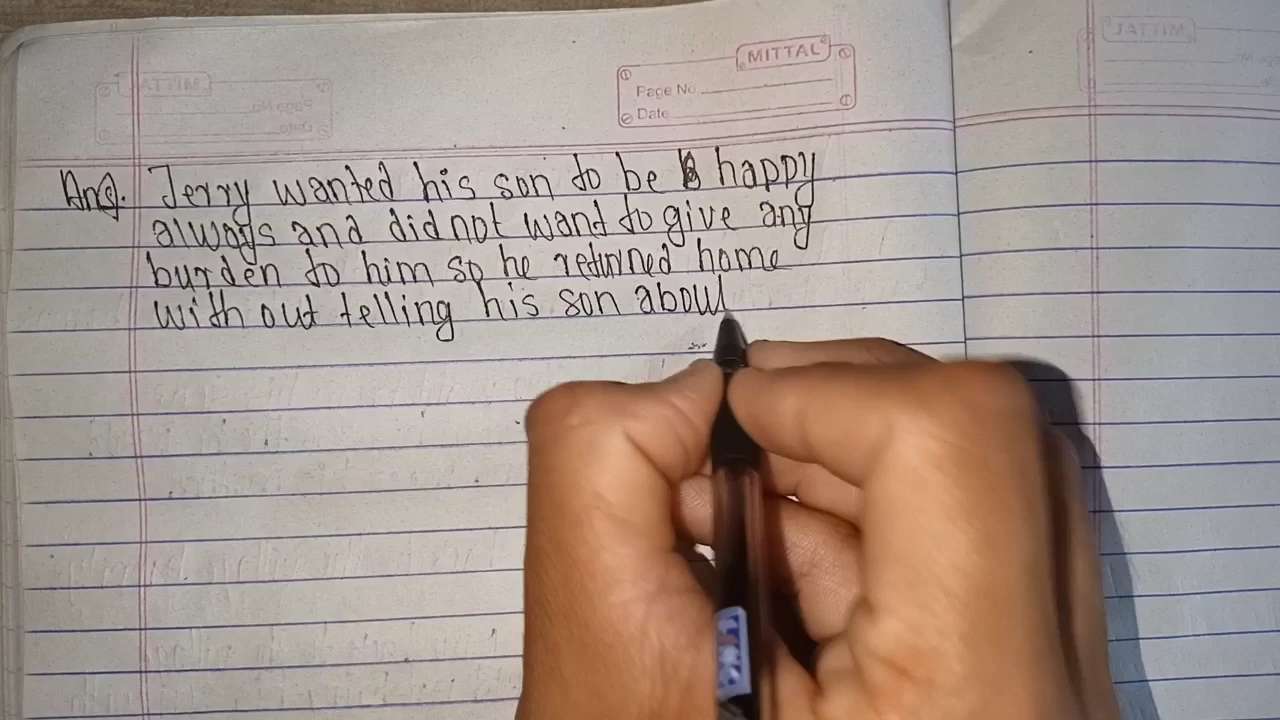 MITTAL
Page No.
Date
Ans. Jerry wanted his son to be happy
always and did not want to give any
burden to him so he returned home
with out telling his son about